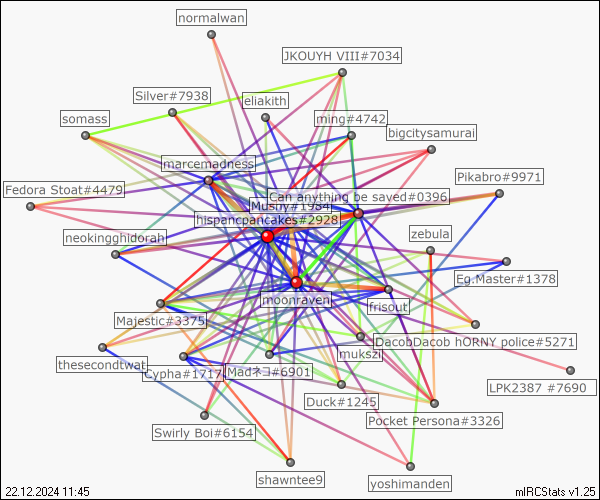 normalwan
JKOUYH VIII#7034
Silver#7938
eliakith
somass
ming#4742
bigcitysamurai
marcemadness
Pikabro#9971
Fedora Stoat#4479
Can anything be saved#0396
Mushy#1984
hispancpancakes#2928
neokingghidorah
zebula
Eg.Master#1378
moonraven
frisout
Majestic#3375
DacobDacob hORNY police#5271
mukszi
thesecondtwat
Cypha#1717
Madネコ#6901
LPK2387 #7690
Duck#1245
Pocket Persona#3326
Swirly Boi#6154
shawntee9
yoshimanden
22.12.2024 11:45
mIRCStats v1.25